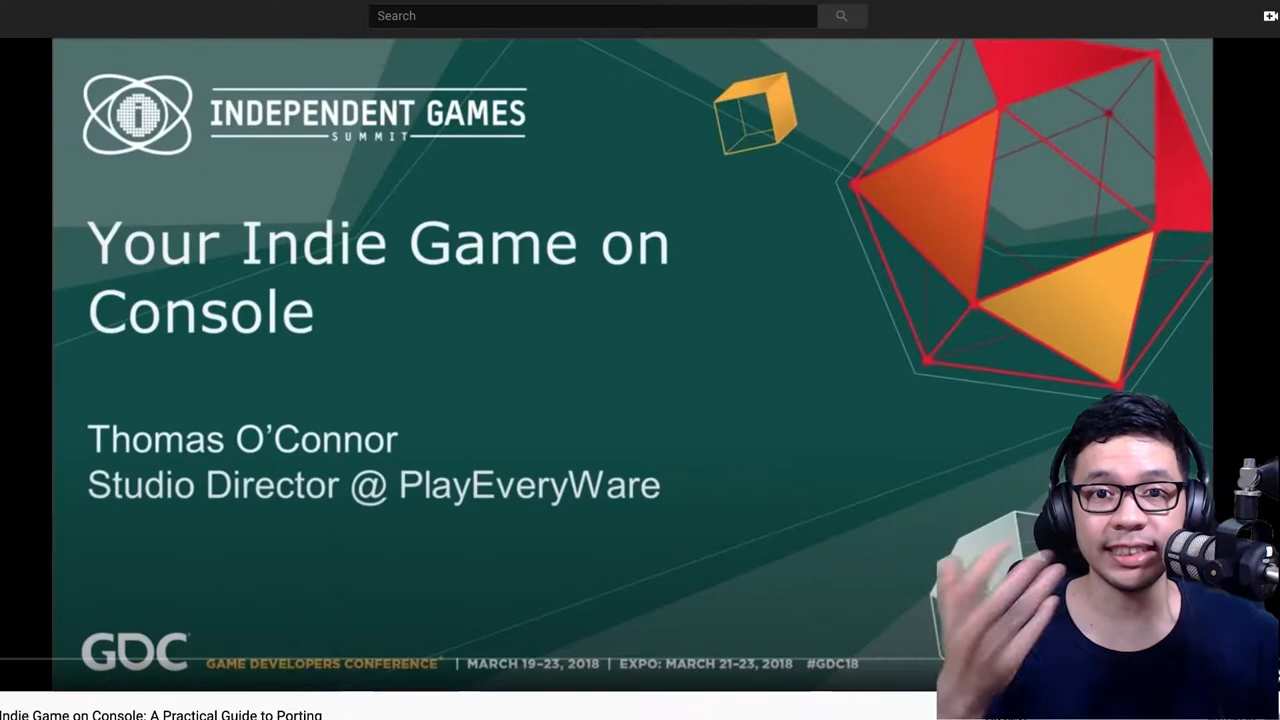 Search
INDEPENDENT GAMES
SUMMIT
Your Indie Game on
Console
Thomas O'Connor
Studio Director @ PlayEveryWare
GDC GAME DEVELOPERS CONFERENCE | MARCH 19–23, 2018 | EXPO: MARCH 21–23, 2018 #GDC18
Indie Game on Console: A Practical Guide to Porting